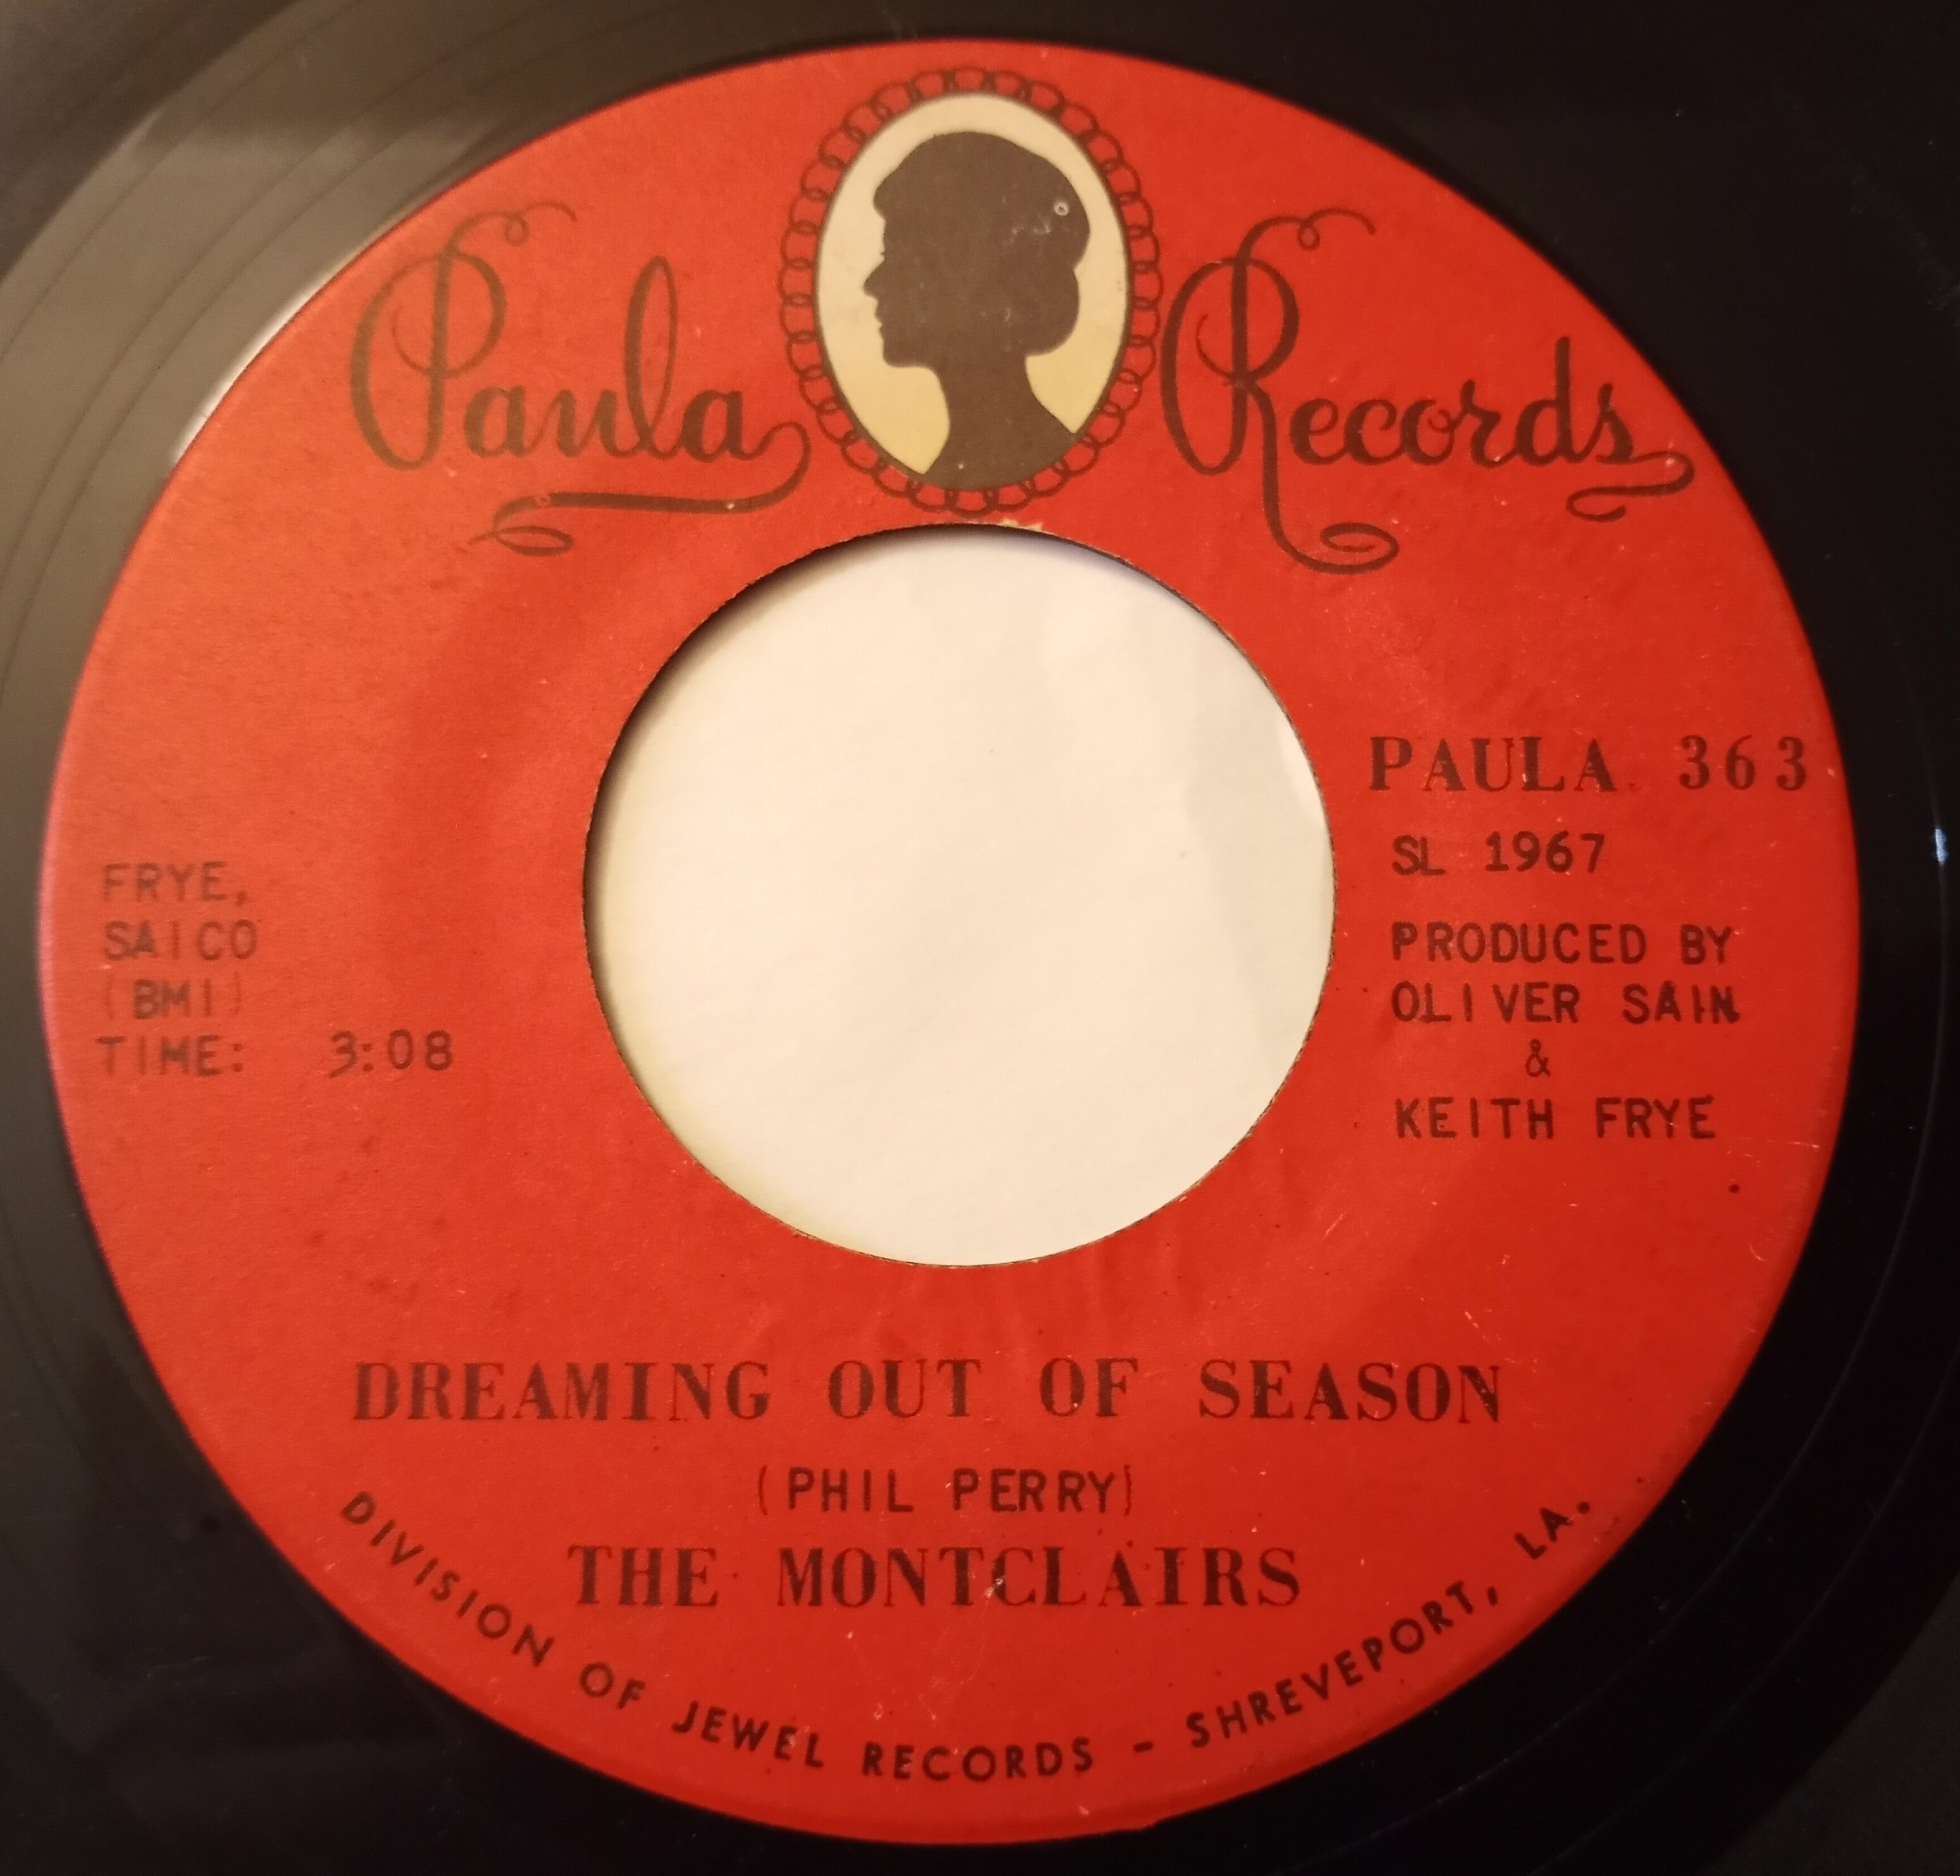 Paula Records
PAULA 363
SL 1967
PRODUCED BY
OLIVER SAIN
&
KEITH FRYE
FRYE,
SAICO
(BMI)
TIME: 3:08
DREAMING OUT OF SEASON
(PHIL PERRY)
THE MONTCLAIRS
DIVISION OF JEWEL RECORDS - SHREVEPORT, LA.